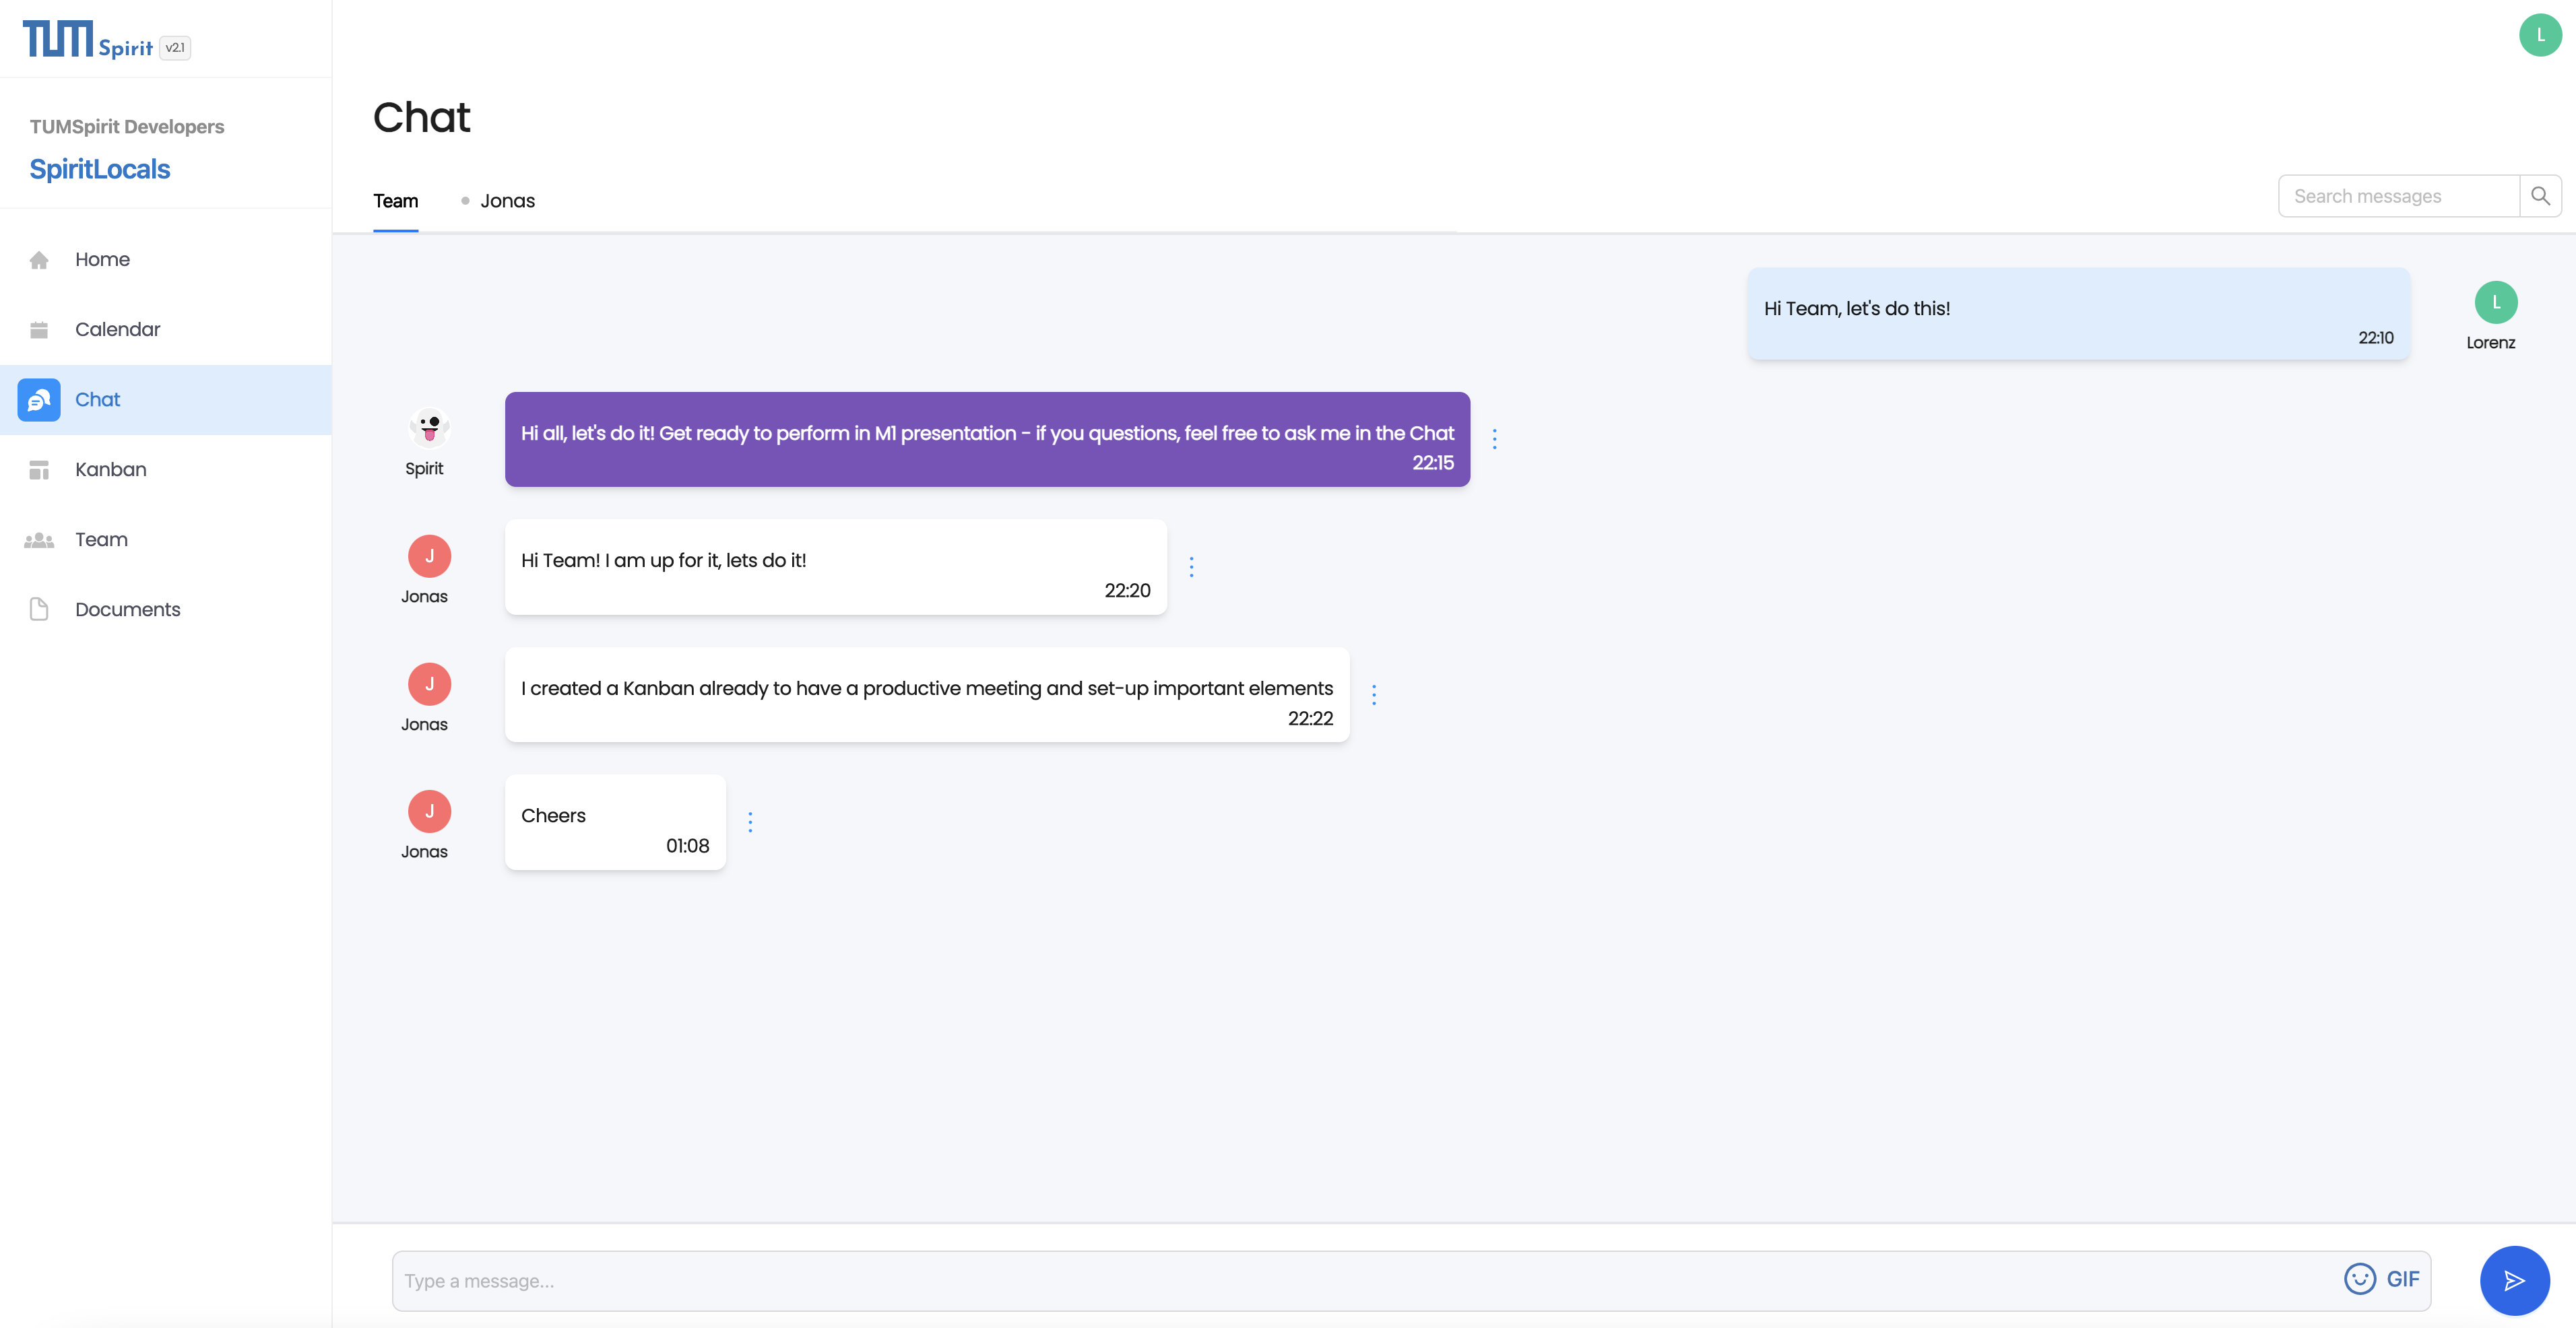 TUM Spirit v2.1
L
TUMSpirit Developers
SpiritLocals
Home
Calendar
Chat
Kanban
Team
Documents
Chat
Team
Jonas
Search messages
Hi Team, let's do this!
22:10
L
Lorenz
Spirit
Hi all, let's do it! Get ready to perform in M1 presentation - if you questions, feel free to ask me in the Chat
22:15
J
Jonas
Hi Team! I am up for it, lets do it!
22:20
J
Jonas
I created a Kanban already to have a productive meeting and set-up important elements
22:22
J
Jonas
Cheers
01:08
Type a message...
GIF